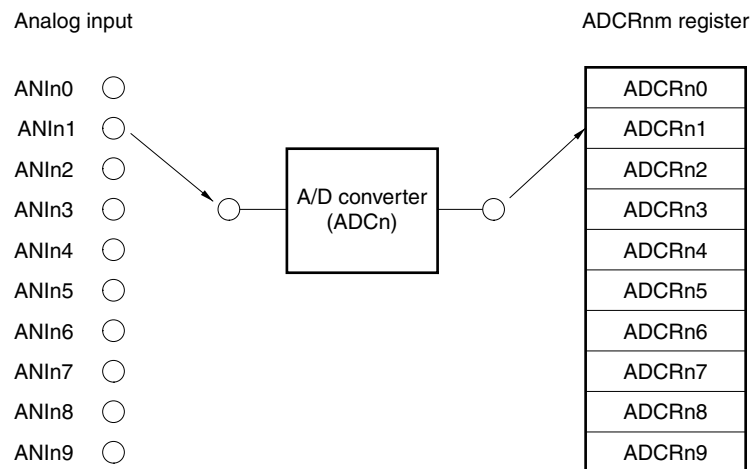 Analog input
ADCRnm register
ANIn0
ADCRn0
ANIn1
ADCRn1
ANIn2
ADCRn2
ANIn3
A/D converter
(ADCn)
ADCRn3
ANIn4
ADCRn4
ANIn5
ADCRn5
ANIn6
ADCRn6
ANIn7
ADCRn7
ANIn8
ADCRn8
ANIn9
ADCRn9